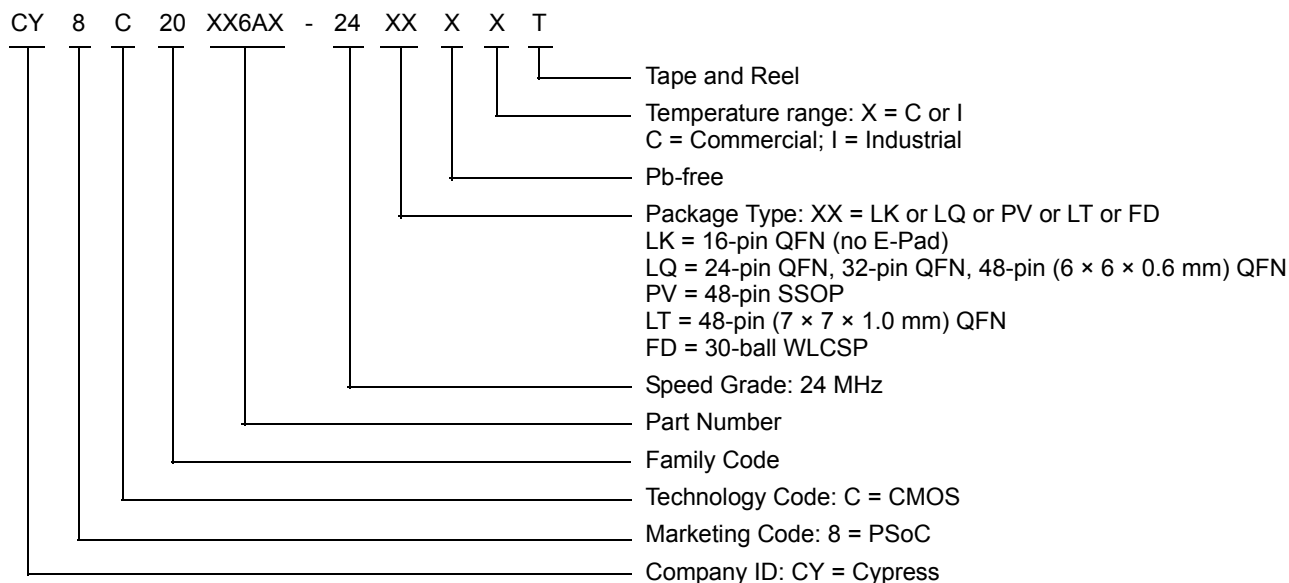 CY 8 C 20 XX6AX - 24 XX X X T
Tape and Reel
Temperature range: X = C or I
C = Commercial; I = Industrial
Pb-free
Package Type: XX = LK or LQ or PV or LT or FD
LK = 16-pin QFN (no E-Pad)
LQ = 24-pin QFN, 32-pin QFN, 48-pin (6 × 6 × 0.6 mm) QFN
PV = 48-pin SSOP
LT = 48-pin (7 × 7 × 1.0 mm) QFN
FD = 30-ball WLCSP
Speed Grade: 24 MHz
Part Number
Family Code
Technology Code: C = CMOS
Marketing Code: 8 = PSoC
Company ID: CY = Cypress